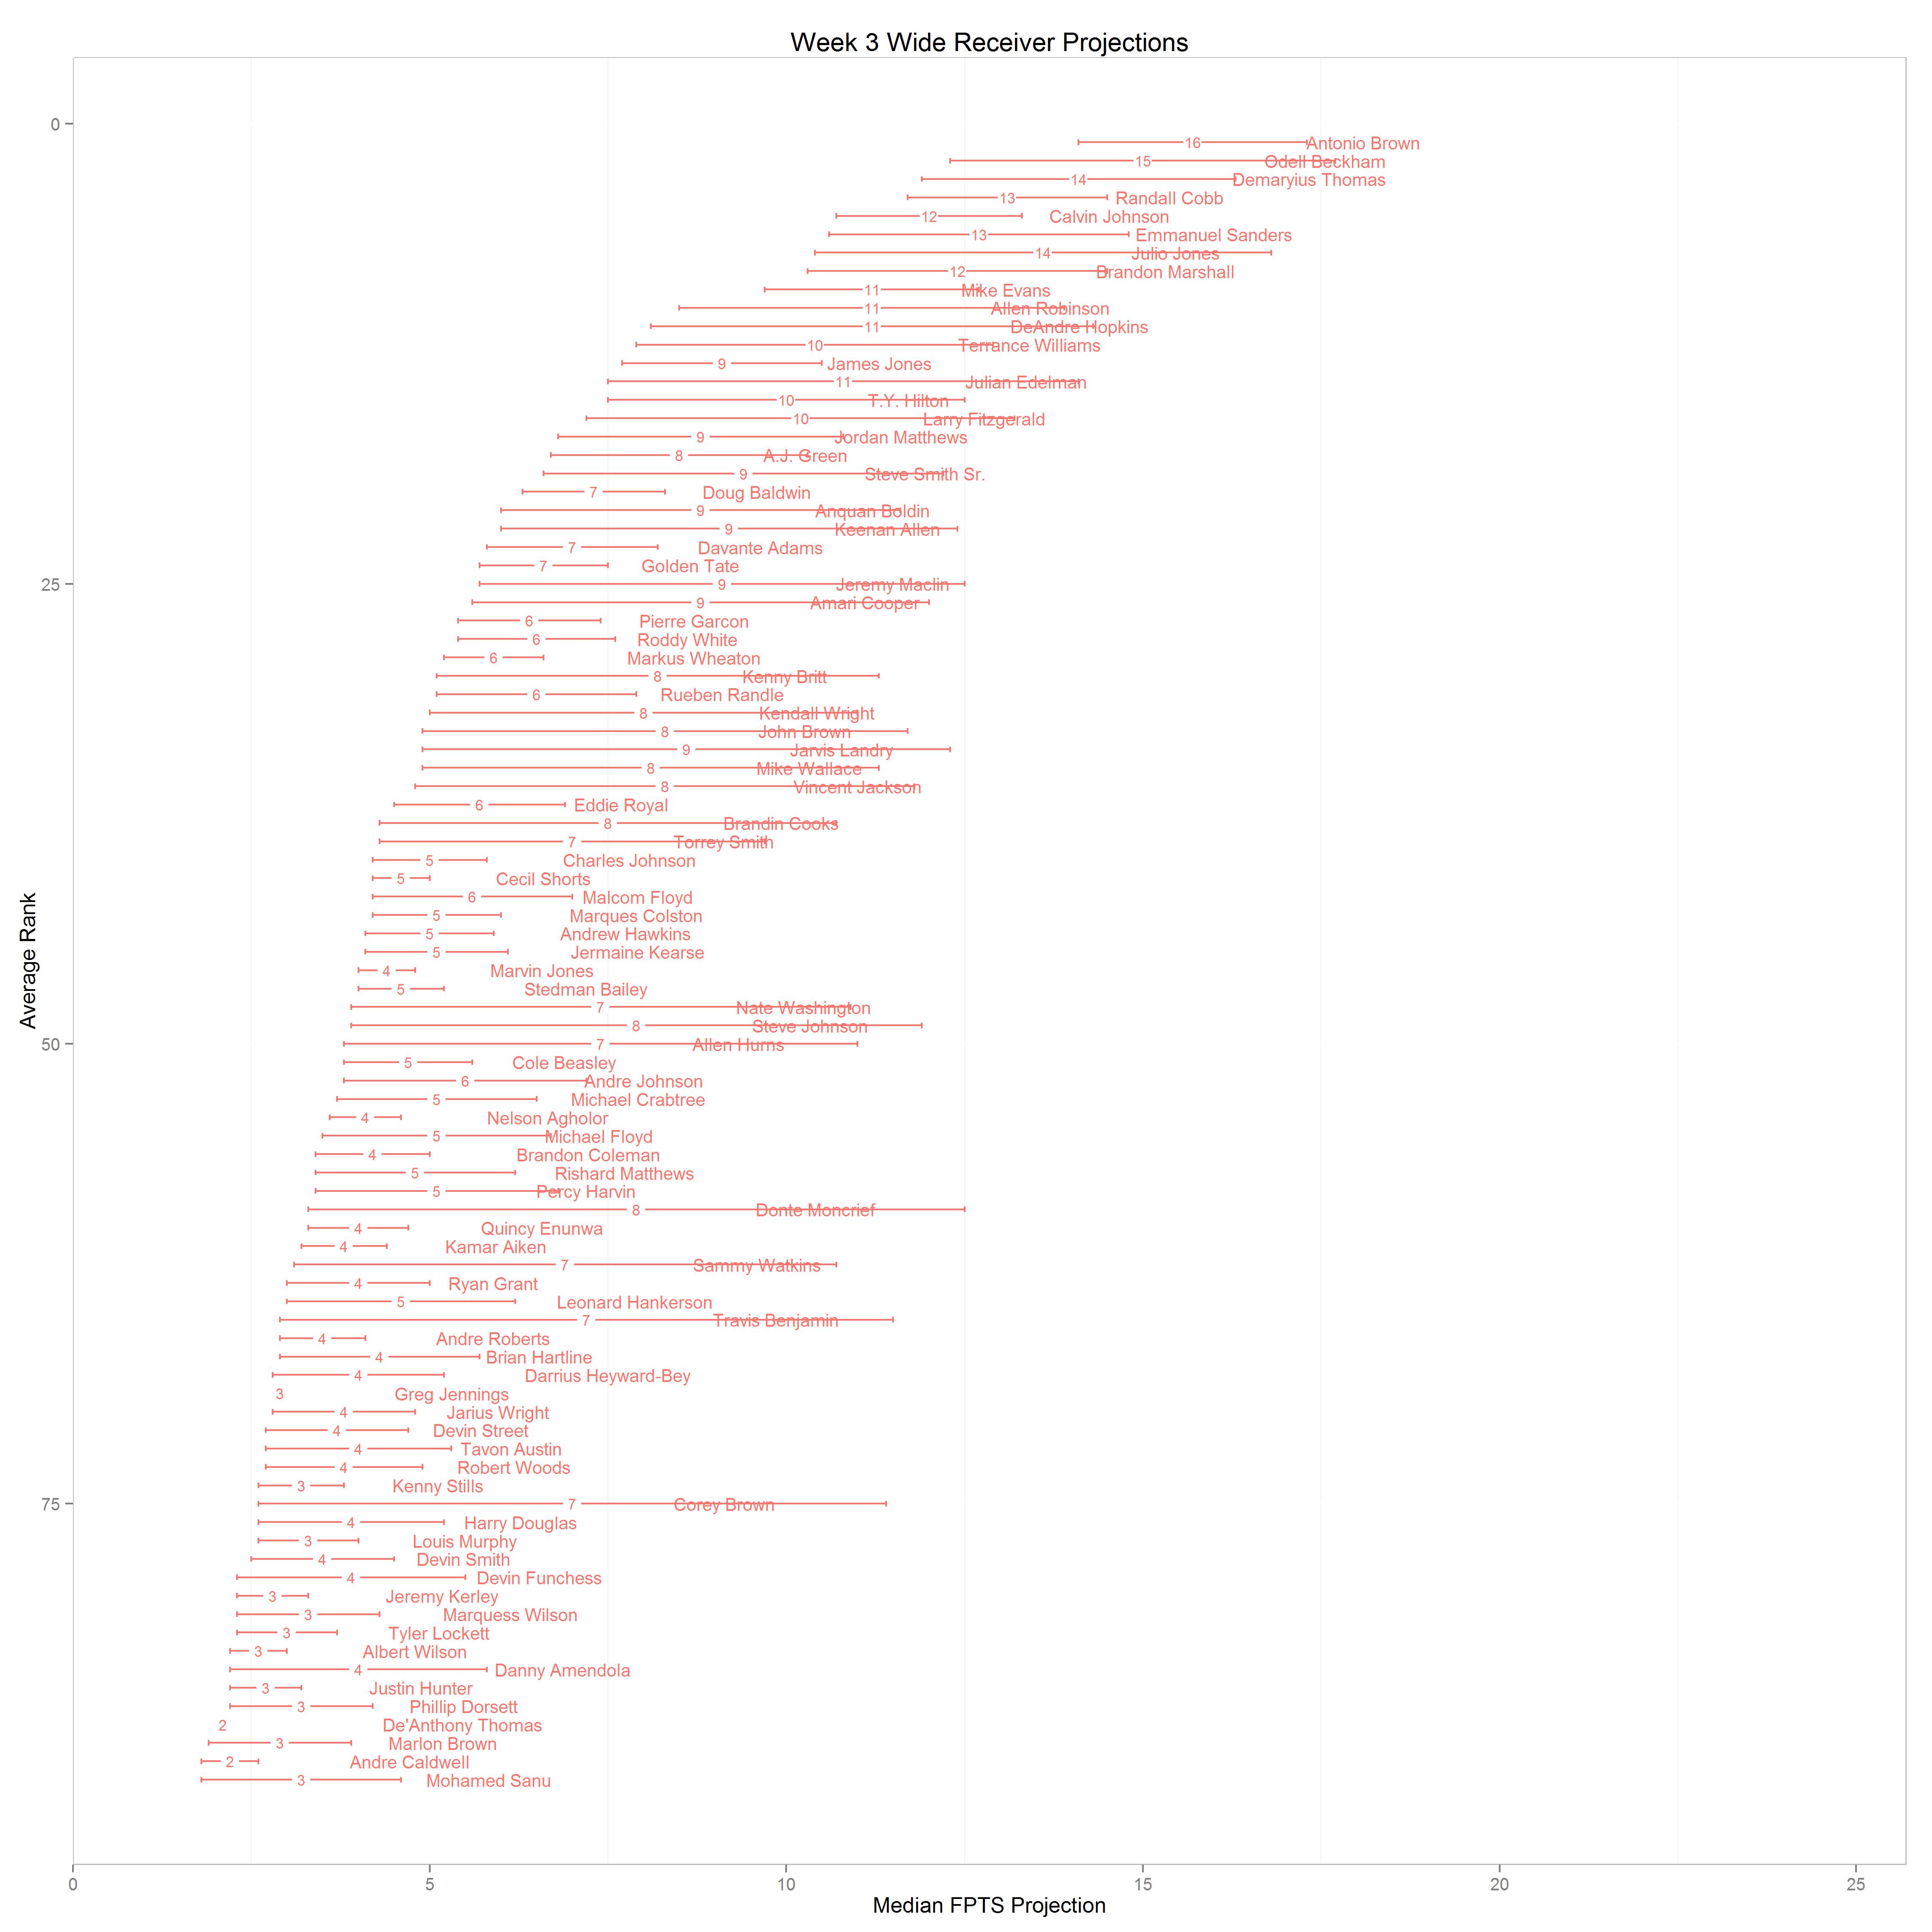 Week 3 Wide Receiver Projections
0
16 Antonio Brown
15 Odell Beckham
14 Demaryius Thomas
13 Randall Cobb
12 Calvin Johnson
13 Emmanuel Sanders
14 Julio Jones
12 Brandon Marshall
11 Mike Evans
11 Allen Robinson
11 DeAndre Hopkins
10 Terrance Williams
9 James Jones
11 Julian Edelman
10 T.Y. Hilton
10 Larry Fitzgerald
9 Jordan Matthews
8 A.J. Green
9 Steve Smith Sr.
7 Doug Baldwin
9 Anquan Boldin
9 Keenan Allen
7 Davante Adams
7 Golden Tate
25 9 Jeremy Maclin
9 Amari Cooper
6 Pierre Garcon
6 Roddy White
6 Markus Wheaton
8 Kenny Britt
6 Rueben Randle
8 Kendall Wright
8 John Brown
9 Jarvis Landry
8 Mike Wallace
8 Vincent Jackson
6 Eddie Royal
8 Brandin Cooks
7 Torrey Smith
5 Charles Johnson
5 Cecil Shorts
6 Malcom Floyd
5 Marques Colston
5 Andrew Hawkins
5 Jermaine Kearse
4 Marvin Jones
5 Stedman Bailey
7 Nate Washington
8 Steve Johnson
50 7 Allen Hurns
5 Cole Beasley
6 Andre Johnson
5 Michael Crabtree
4 Nelson Agholor
5 Michael Floyd
4 Brandon Coleman
5 Rishard Matthews
5 Percy Harvin
8 Donte Moncrief
4 Quincy Enunwa
4 Kamar Aiken
7 Sammy Watkins
4 Ryan Grant
5 Leonard Hankerson
7 Travis Benjamin
4 Andre Roberts
4 Brian Hartline
4 Darrius Heyward-Bey
3 Greg Jennings
4 Jarius Wright
4 Devin Street
4 Tavon Austin
4 Robert Woods
3 Kenny Stills
75 7 Corey Brown
4 Harry Douglas
3 Louis Murphy
4 Devin Smith
4 Devin Funchess
3 Jeremy Kerley
3 Marquess Wilson
3 Tyler Lockett
3 Albert Wilson
4 Danny Amendola
3 Justin Hunter
3 Phillip Dorsett
2 De'Anthony Thomas
3 Marlon Brown
2 Andre Caldwell
3 Mohamed Sanu
Average Rank
0 5 10 15 20 25
Median FPTS Projection